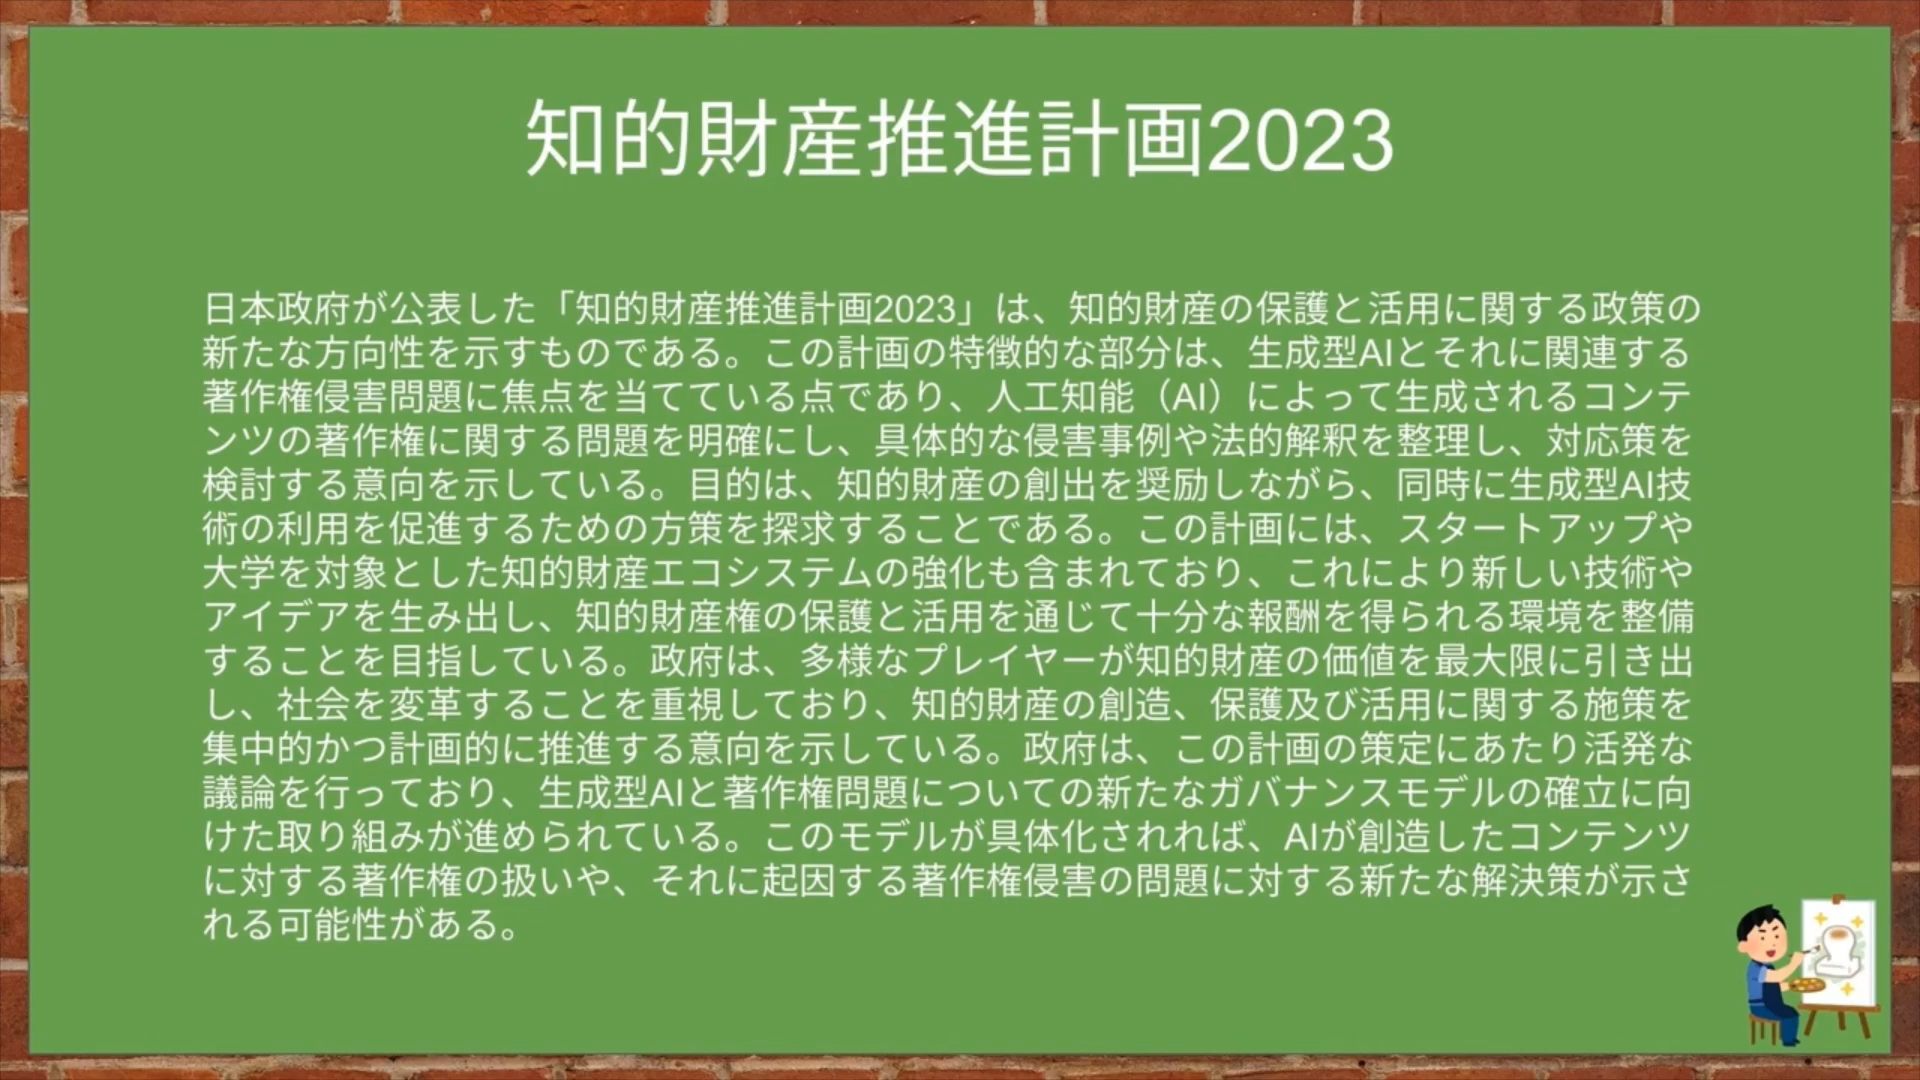 知的財産推進計画2023
日本政府が公表した「知的財産推進計画2023」は、知的財産の保護と活用に関する政策の
新たな方向性を示すものである。この計画の特徴的な部分は、生成型AIとそれに関連する
著作権侵害問題に焦点を当てている点であり、人工知能（AI）によって生成されるコンテ
ンツの著作権に関する問題を明確にし、具体的な侵害事例や法的解釈を整理し、対応策を
検討する意向を示している。目的は、知的財産の創出を奨励しながら、同時に生成型AI技
術の利用を促進するための方策を探求することである。この計画には、スタートアップや
大学を対象とした知的財産エコシステムの強化も含まれており、これにより新しい技術や
アイデアを生み出し、知的財産権の保護と活用を通じて十分な報酬を得られる環境を整備
することを目指している。政府は、多様なプレイヤーが知的財産の価値を最大限に引き出
し、社会を変革することを重視しており、知的財産の創造、保護及び活用に関する施策を
集中的かつ計画的に推進する意向を示している。政府は、この計画の策定にあたり活発な
議論を行っており、生成型AIと著作権問題についての新たなガバナンスモデルの確立に向
けた取り組みが進められている。このモデルが具体化されれば、AIが創造したコンテンツ
に対する著作権の扱いや、それに起因する著作権侵害の問題に対する新たな解決策が示さ
れる可能性がある。